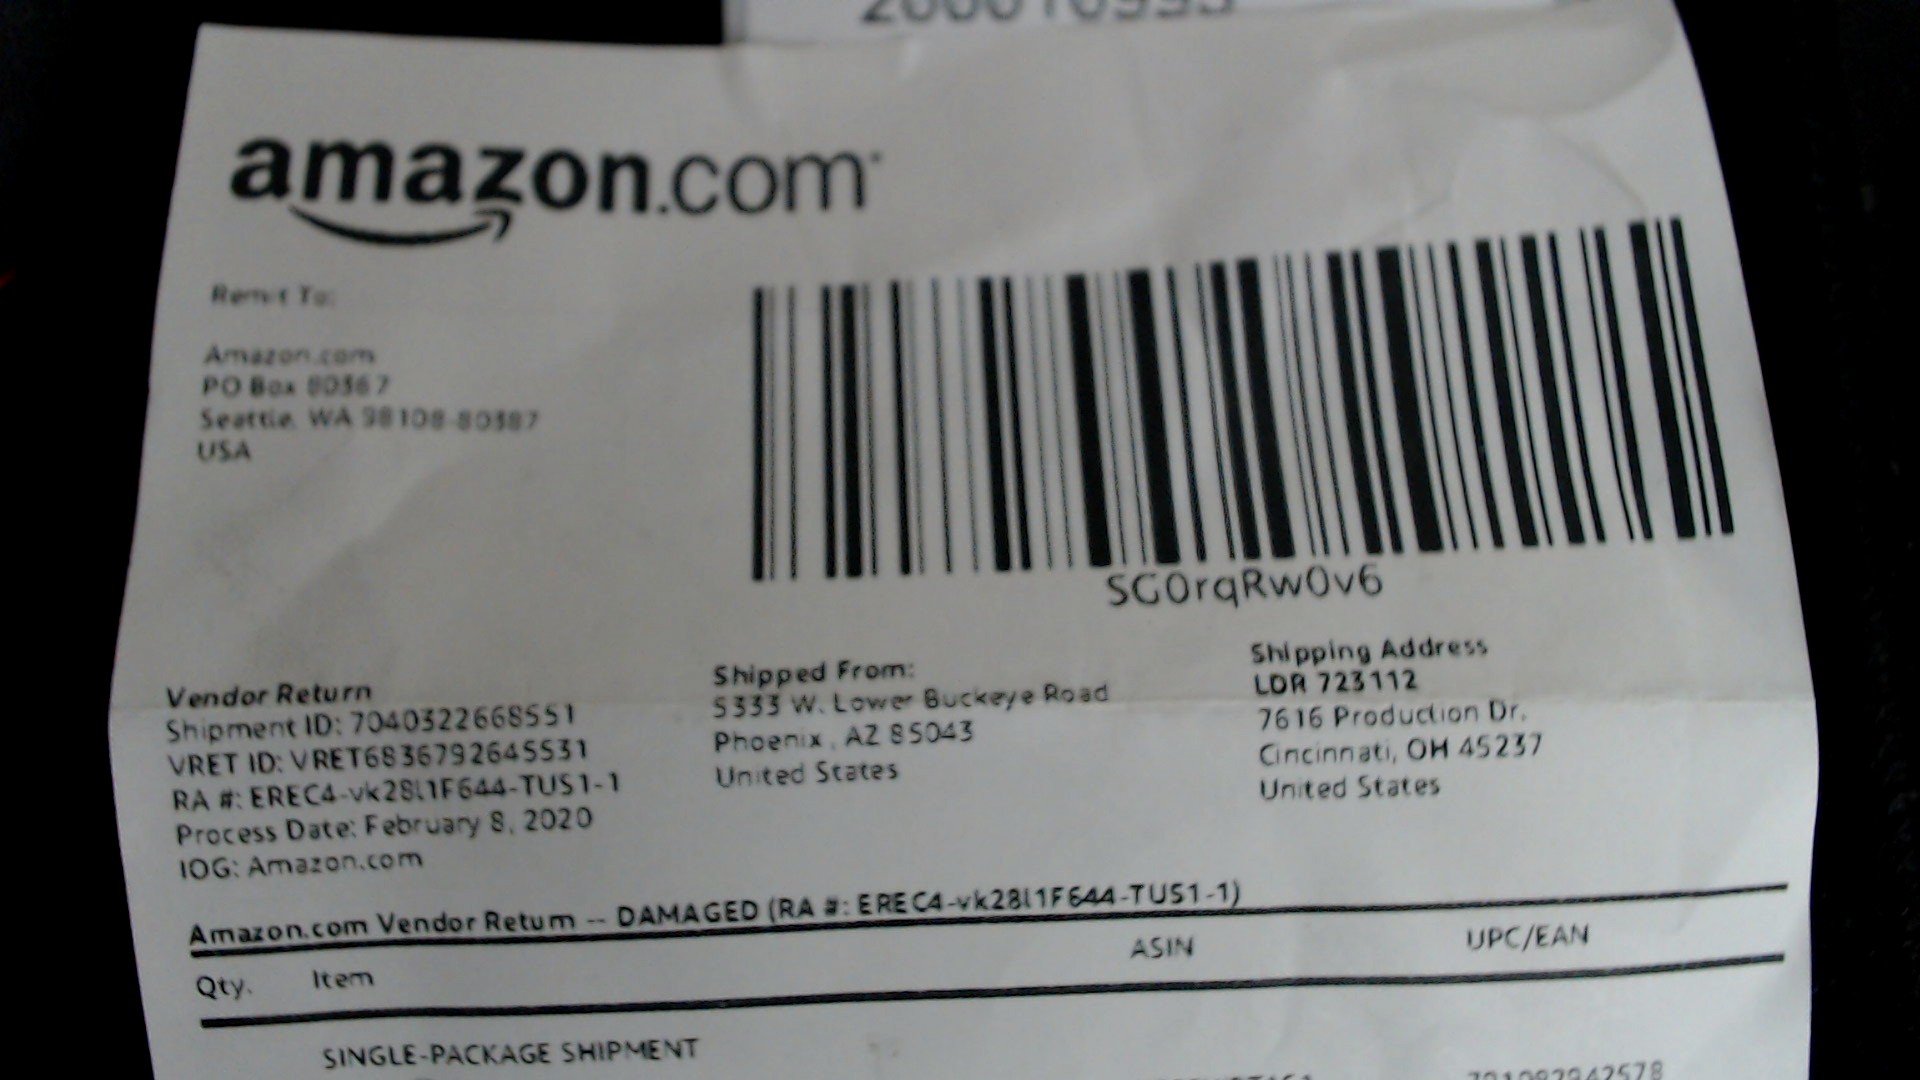 amazon.com
Remit To:
Amazon.com
PO Box 80387
Seattle, WA 98108-80387
USA
SG0rqRw0v6
Vendor Return
Shipment ID: 7040322668551
VRET ID: VRET6836792645531
RA #: EREC4-vk28l1F644-TUS1-1
Process Date: February 8, 2020
IOG: Amazon.com
Shipped From:
5333 W. Lower Buckeye Road
Phoenix, AZ 85043
United States
Shipping Address
LDR 723112
7616 Production Dr.
Cincinnati, OH 45237
United States
Amazon.com Vendor Return -- DAMAGED (RA #: EREC4-vk28l1F644-TUS1-1)
Qty. Item ASIN UPC/EAN
SINGLE-PACKAGE SHIPMENT